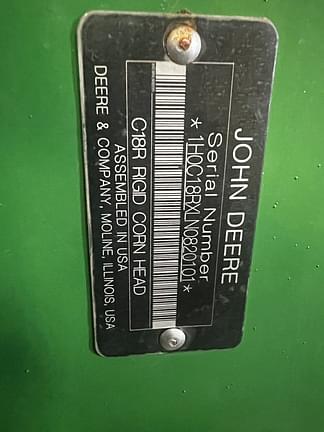 JOHN DEERE
Serial Number
*1H0C18RXLN0820101*
C18R RIGID CORN HEAD
ASSEMBLED IN USA
DEERE & COMPANY, MOLINE, ILLINOIS, USA